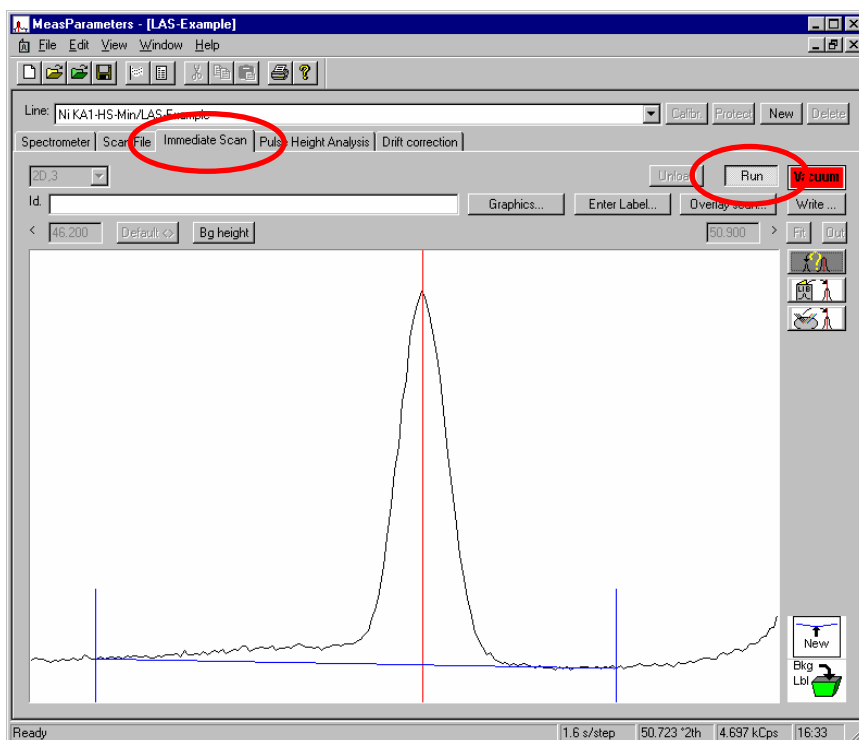 MeasParameters - [LAS-Example]
File Edit View Window Help
Line: Ni KA1-HS-Min/LAS-Example Calibr. Protect New Delete
Spectrometer Scan File Immediate Scan Pulse Height Analysis Drift correction
2D,3 Unload Run Vacuum
Id. Graphics... Enter Label... Overlay scan... Write ...
< 46.200 Default <> Bg height 50.900 > Fit Out
LIB
New
Bkg
Lbl
Ready 1.6 s/step 50.723 °2th 4.697 kCps 16:33